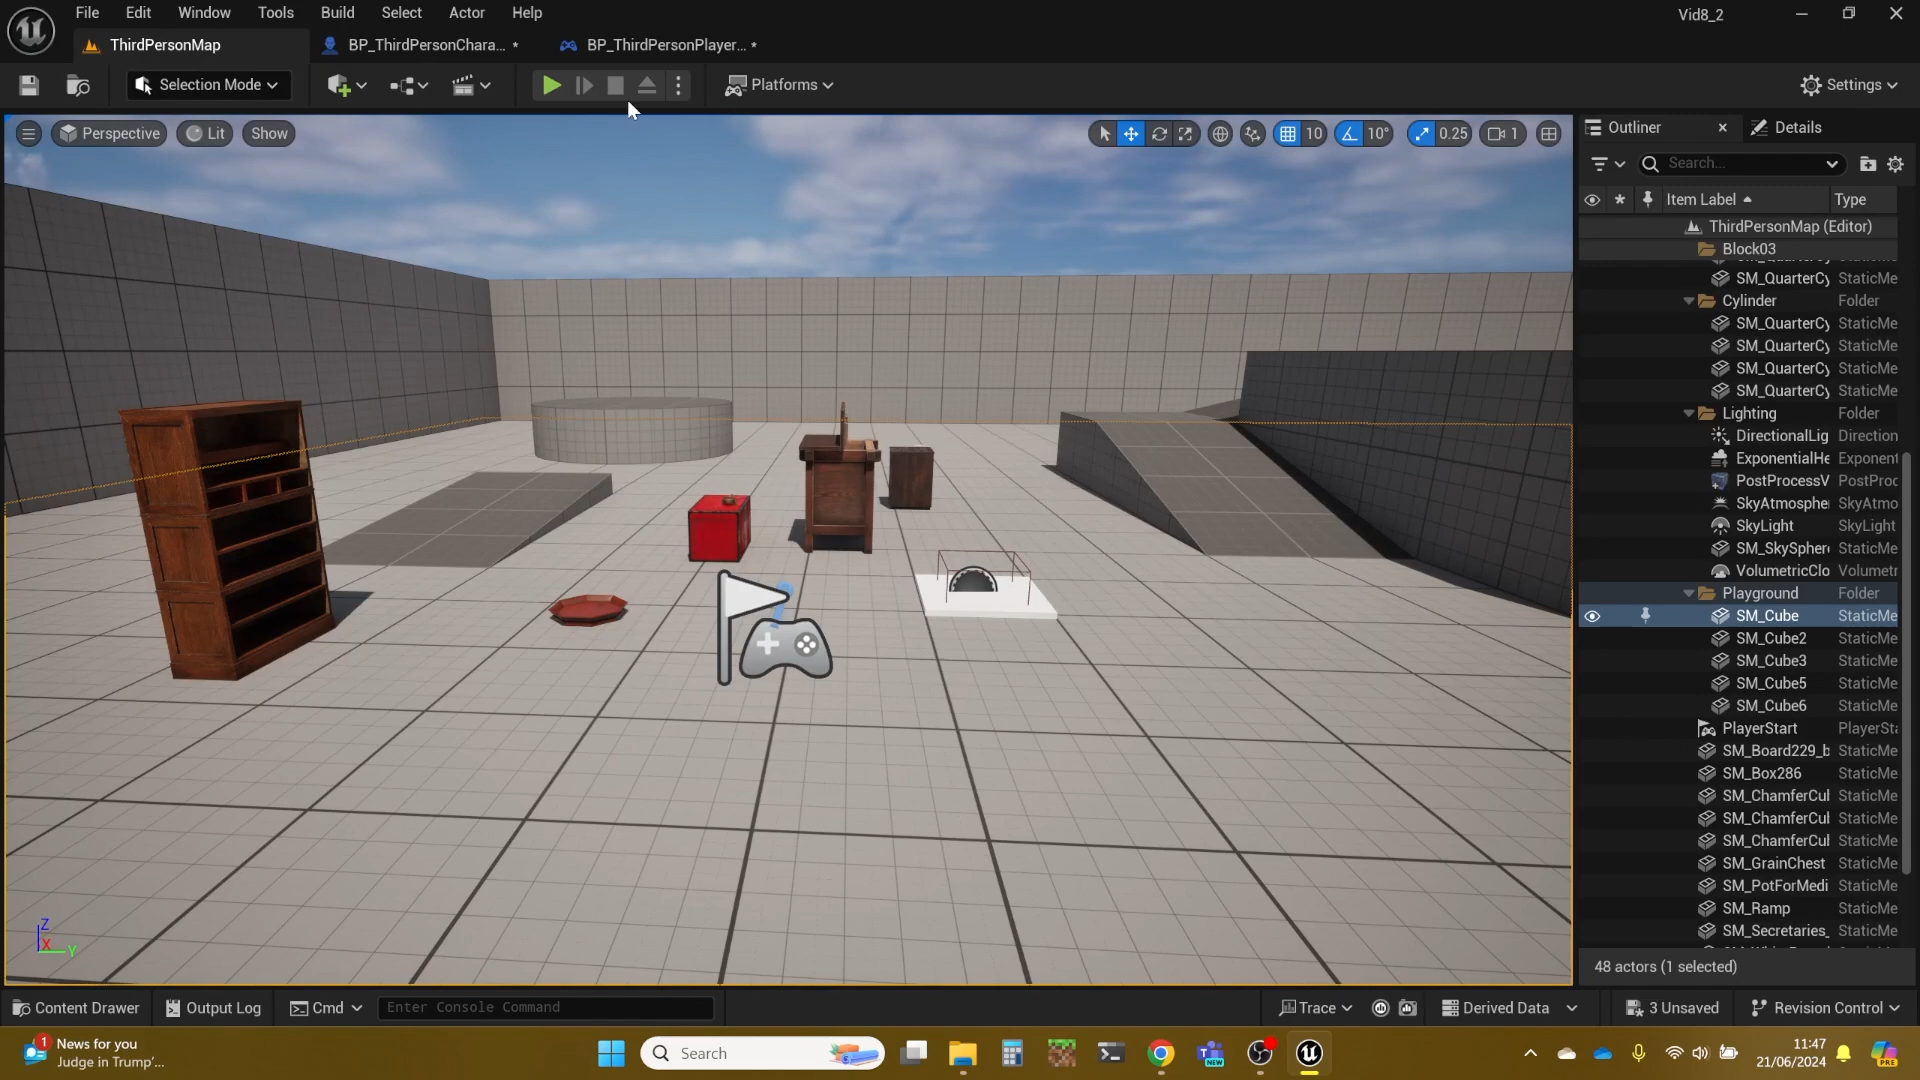 File Edit Window Tools Build Select Actor Help
Vid8_2
ThirdPersonMap
BP_ThirdPersonChara... *
BP_ThirdPersonPlayer... *
Selection Mode
Platforms
Settings
Perspective
Lit
Show
10
10°
0.25
1
Outliner
Details
Search...
Item Label
Type
ThirdPersonMap (Editor)
Block03
SM_QuarterCy StaticMe
Cylinder Folder
SM_QuarterCy StaticMe
SM_QuarterCy StaticMe
SM_QuarterCy StaticMe
SM_QuarterCy StaticMe
Lighting Folder
DirectionalLig Direction
ExponentialHe Exponent
PostProcessV PostProc
SkyAtmosphe SkyAtmo
SkyLight SkyLight
SM_SkySpher StaticMe
VolumetricClo Volumetr
Playground Folder
SM_Cube StaticMe
SM_Cube2 StaticMe
SM_Cube3 StaticMe
SM_Cube5 StaticMe
SM_Cube6 StaticMe
PlayerStart PlayerSta
SM_Board229_b StaticMe
SM_Box286 StaticMe
SM_ChamferCul StaticMe
SM_ChamferCul StaticMe
SM_ChamferCul StaticMe
SM_GrainChest StaticMe
SM_PotForMedi StaticMe
SM_Ramp StaticMe
SM_Secretaries_ StaticMe
48 actors (1 selected)
Z
X
Y
Content Drawer
Output Log
Cmd
Enter Console Command
Trace
Derived Data
3 Unsaved
Revision Control
1
News for you
Judge in Trump'...
Search
NEW
11:47
21/06/2024
PRE